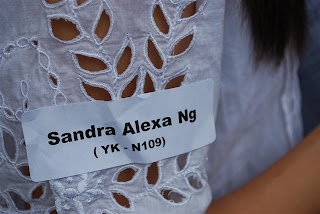 Sandra Alexa Ng
( YK - N109)